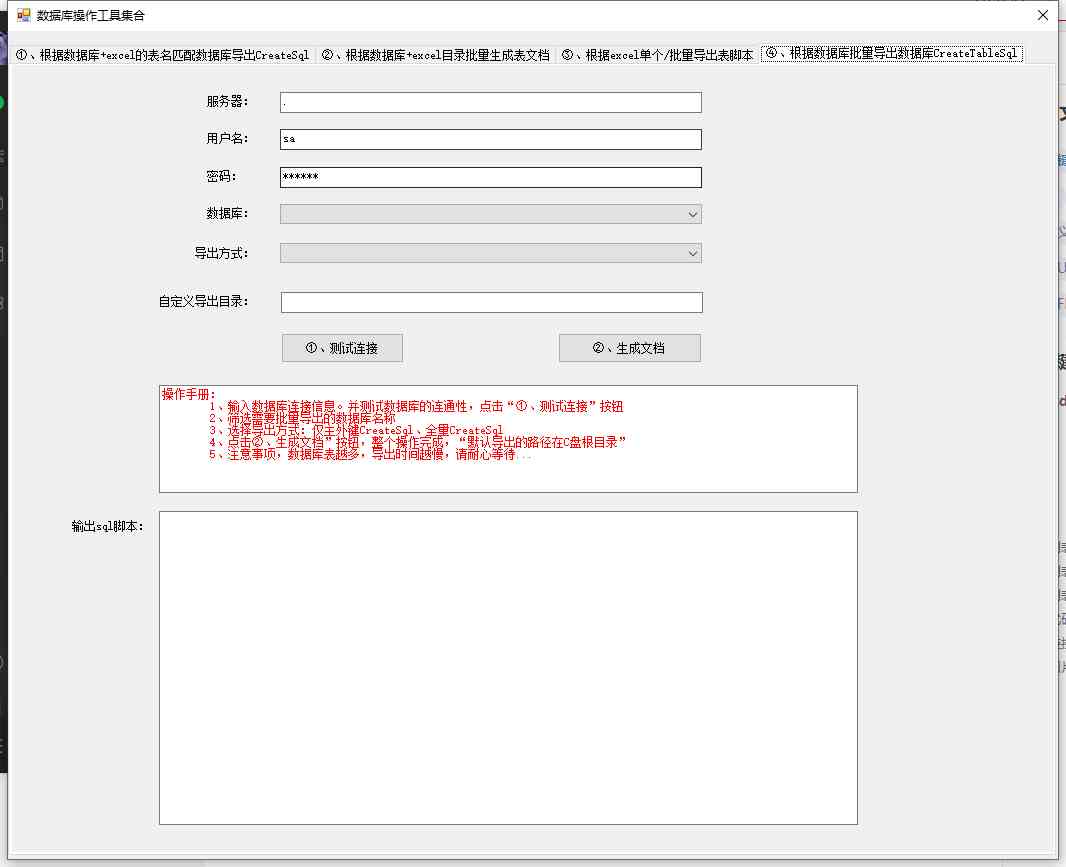 数据库操作工具集合
①、根据数据库+excel的表名匹配数据库导出CreateSql ②、根据数据库+excel目录批量生成表文档 ③、根据excel单个/批量导出表脚本 ④、根据数据库批量导出数据库CreateTableSql
服务器： .
用户名： sa
密码： ******
数据库：
导出方式：
自定义导出目录：
①、测试连接 ②、生成文档
操作手册：
1、输入数据库连接信息。并测试数据库的连通性，点击“①、测试连接”按钮
2、筛选需要批量导出的数据库名称
3、选择导出方式：仅主外键CreateSql、全量CreateSql
4、点击②、生成文档”按钮，整个操作完成，“默认导出的路径在C盘根目录”
5、注意事项，数据库表越多，导出时间越慢，请耐心等待...
输出sql脚本：